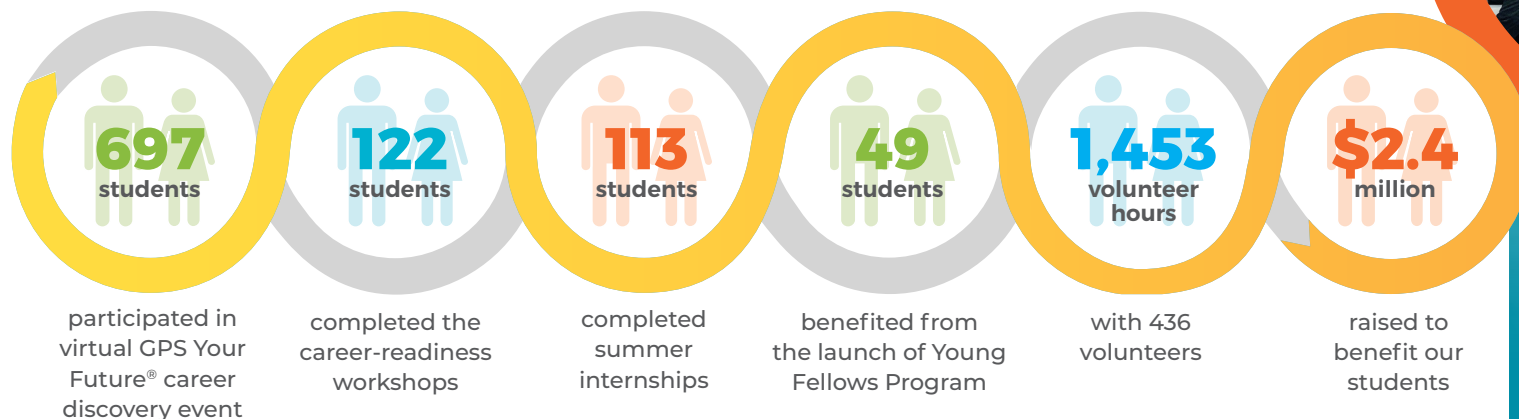 697
students
participated in
virtual GPS Your
Future® career
discovery event
122
students
completed the
career-readiness
workshops
113
students
completed
summer
internships
49
students
benefited from
the launch of Young
Fellows Program
1,453
volunteer
hours
with 436
volunteers
$2.4
million
raised to
benefit our
students